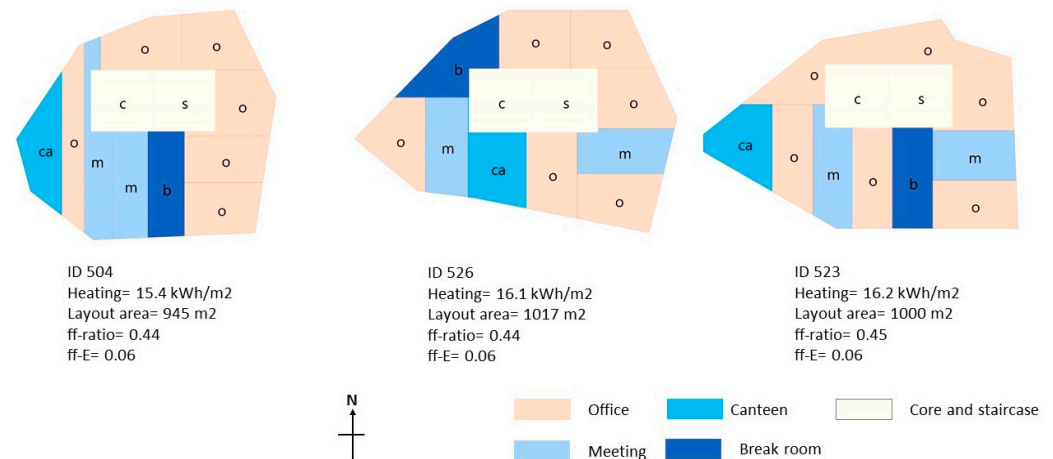 o
o
o
o
o
o
c
s
ca
m
m
b
b
o
o
o
o
o
o
c
s
m
ca
m
o
o
o
o
c
s
o
ca
o
m
o
b
m
o
ID 504
Heating= 15.4 kWh/m2
Layout area= 945 m2
ff-ratio= 0.44
ff-E= 0.06
ID 526
Heating= 16.1 kWh/m2
Layout area= 1017 m2
ff-ratio= 0.44
ff-E= 0.06
ID 523
Heating= 16.2 kWh/m2
Layout area= 1000 m2
ff-ratio= 0.45
ff-E= 0.06
N
Office
Canteen
Core and staircase
Meeting
Break room